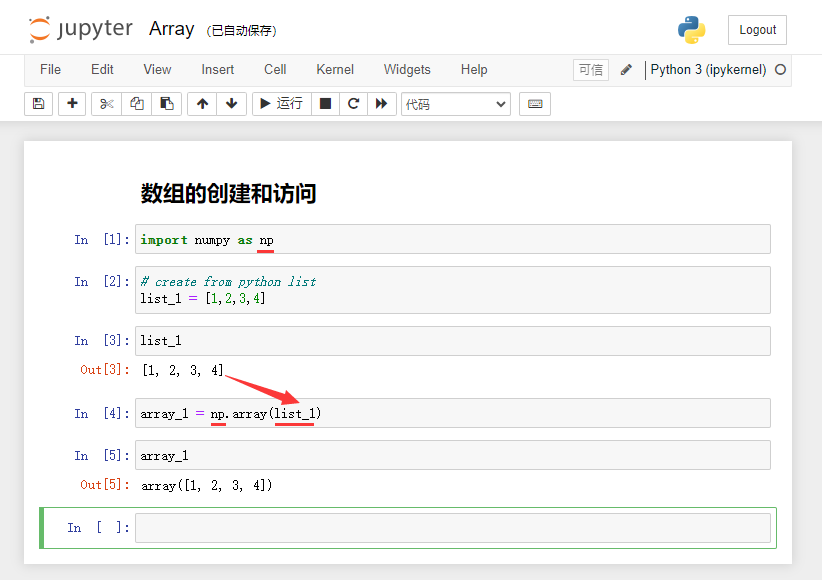 jupyter Array (已自动保存) Logout
File Edit View Insert Cell Kernel Widgets Help 可信 Python 3 (ipykernel)
运行 代码
数组的创建和访问
In [1]: import numpy as np
In [2]: # create from python list
list_1 = [1,2,3,4]
In [3]: list_1
Out[3]: [1, 2, 3, 4]
In [4]: array_1 = np.array(list_1)
In [5]: array_1
Out[5]: array([1, 2, 3, 4])
In [ ]: